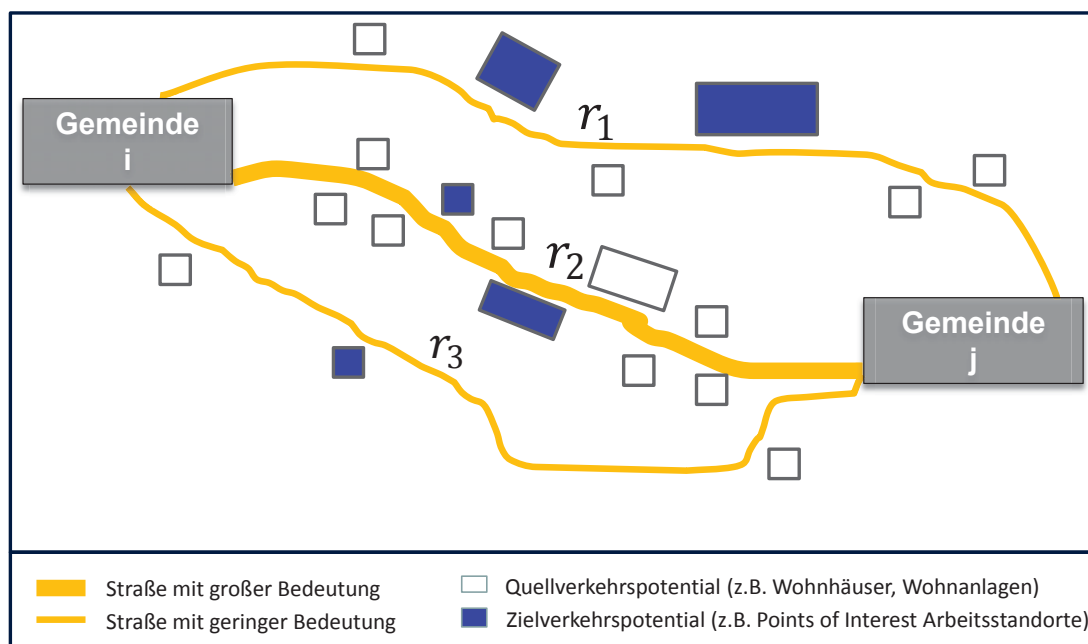 Gemeinde
i
r₁
r₂
r₃
Gemeinde
j
Straße mit großer Bedeutung
Straße mit geringer Bedeutung
Quellverkehrspotential (z.B. Wohnhäuser, Wohnanlagen)
Zielverkehrspotential (z.B. Points of Interest Arbeitsstandorte)